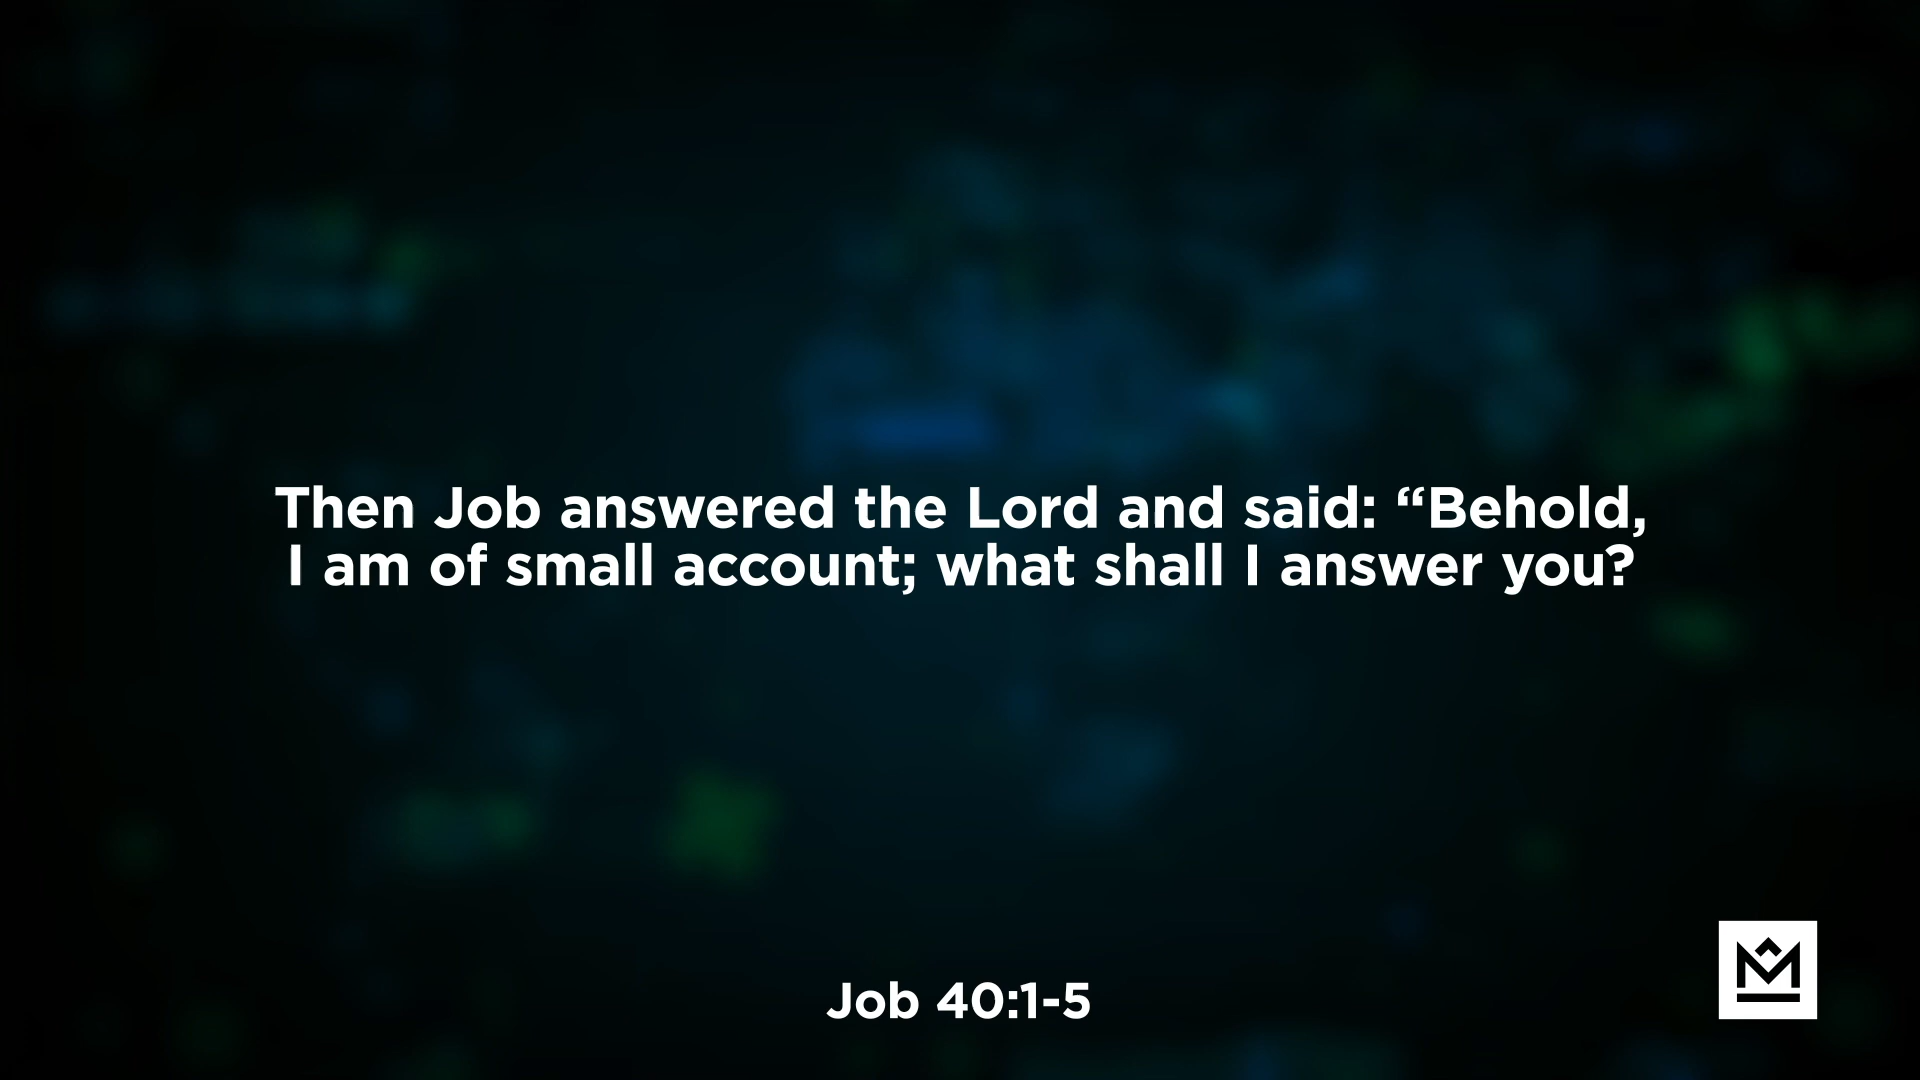 Then Job answered the Lord and said: “Behold,
I am of small account; what shall I answer you?
Job 40:1-5